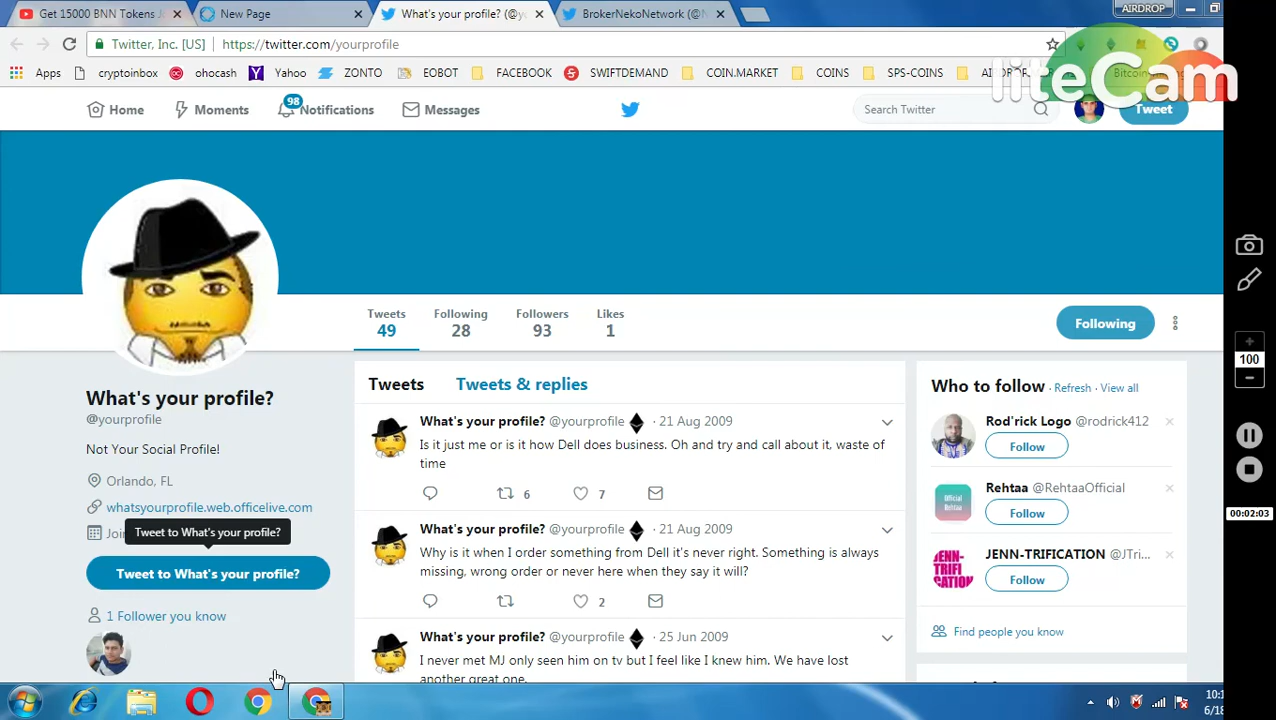 Get 15000 BNN Tokens
New Page
What's your profile? (@y
BrokerNekoNetwork (@N
AIRDROP
Twitter, Inc. [US]
https://twitter.com/yourprofile
Apps
cryptoinbox
ohocash
Yahoo
ZONTO
EOBOT
FACEBOOK
SWIFTDEMAND
COIN.MARKET
COINS
SPS-COINS
liteCam
Home
Moments
98
Notifications
Messages
Search Twitter
Tweet
Tweets
49
Following
28
Followers
93
Likes
1
Following
What's your profile?
@yourprofile
Not Your Social Profile!
Orlando, FL
whatsyourprofile.web.officelive.com
Tweet to What's your profile?
Tweet to What's your profile?
1 Follower you know
Tweets
Tweets & replies
What's your profile? @yourprofile · 21 Aug 2009
Is it just me or is it how Dell does business. Oh and try and call about it, waste of
time
6
7
What's your profile? @yourprofile · 21 Aug 2009
Why is it when I order something from Dell it's never right. Something is always
missing, wrong order or never here when they say it will?
2
What's your profile? @yourprofile · 25 Jun 2009
I never met MJ only seen him on tv but I feel like I knew him. We have lost
another great one.
Who to follow · Refresh · View all
Rod'rick Logo @rodrick412
Follow
Official
Rehtaa
Rehtaa @RehtaaOfficial
Follow
JENN-
TRIFI
CATION
JENN-TRIFICATION @JTri...
Follow
Find people you know
100
00:02:03